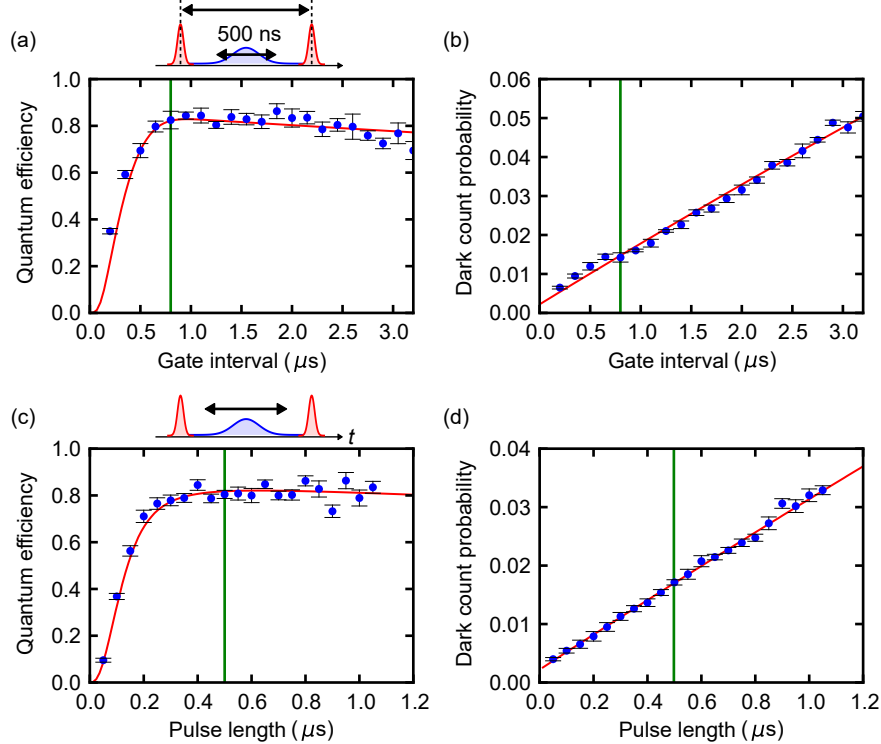 (a)
500 ns
Quantum efficiency
1.0
0.8
0.6
0.4
0.2
0.0
0.0 0.5 1.0 1.5 2.0 2.5 3.0
Gate interval (μs)
(b)
Dark count probability
0.06
0.05
0.04
0.03
0.02
0.01
0.00
0.0 0.5 1.0 1.5 2.0 2.5 3.0
Gate interval (μs)
(c)
t
Quantum efficiency
1.0
0.8
0.6
0.4
0.2
0.0
0.0 0.2 0.4 0.6 0.8 1.0 1.2
Pulse length (μs)
(d)
Dark count probability
0.04
0.03
0.02
0.01
0.00
0.0 0.2 0.4 0.6 0.8 1.0 1.2
Pulse length (μs)